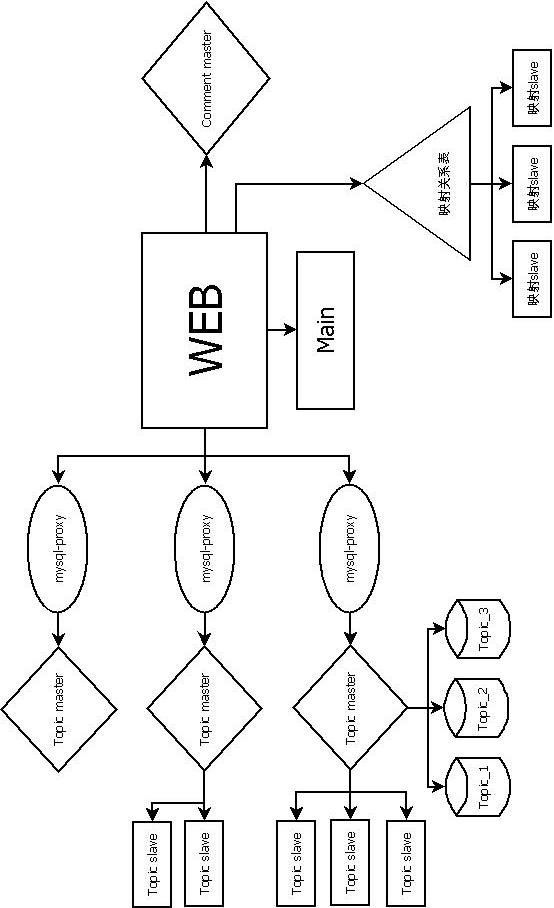 Comment master
映射slave
映射slave
映射slave
映射关系表
WEB
Main
mysql-proxy
mysql-proxy
mysql-proxy
Topic master
Topic master
Topic master
Topic_3
Topic_2
Topic_1
Topic slave
Topic slave
Topic slave
Topic slave
Topic slave